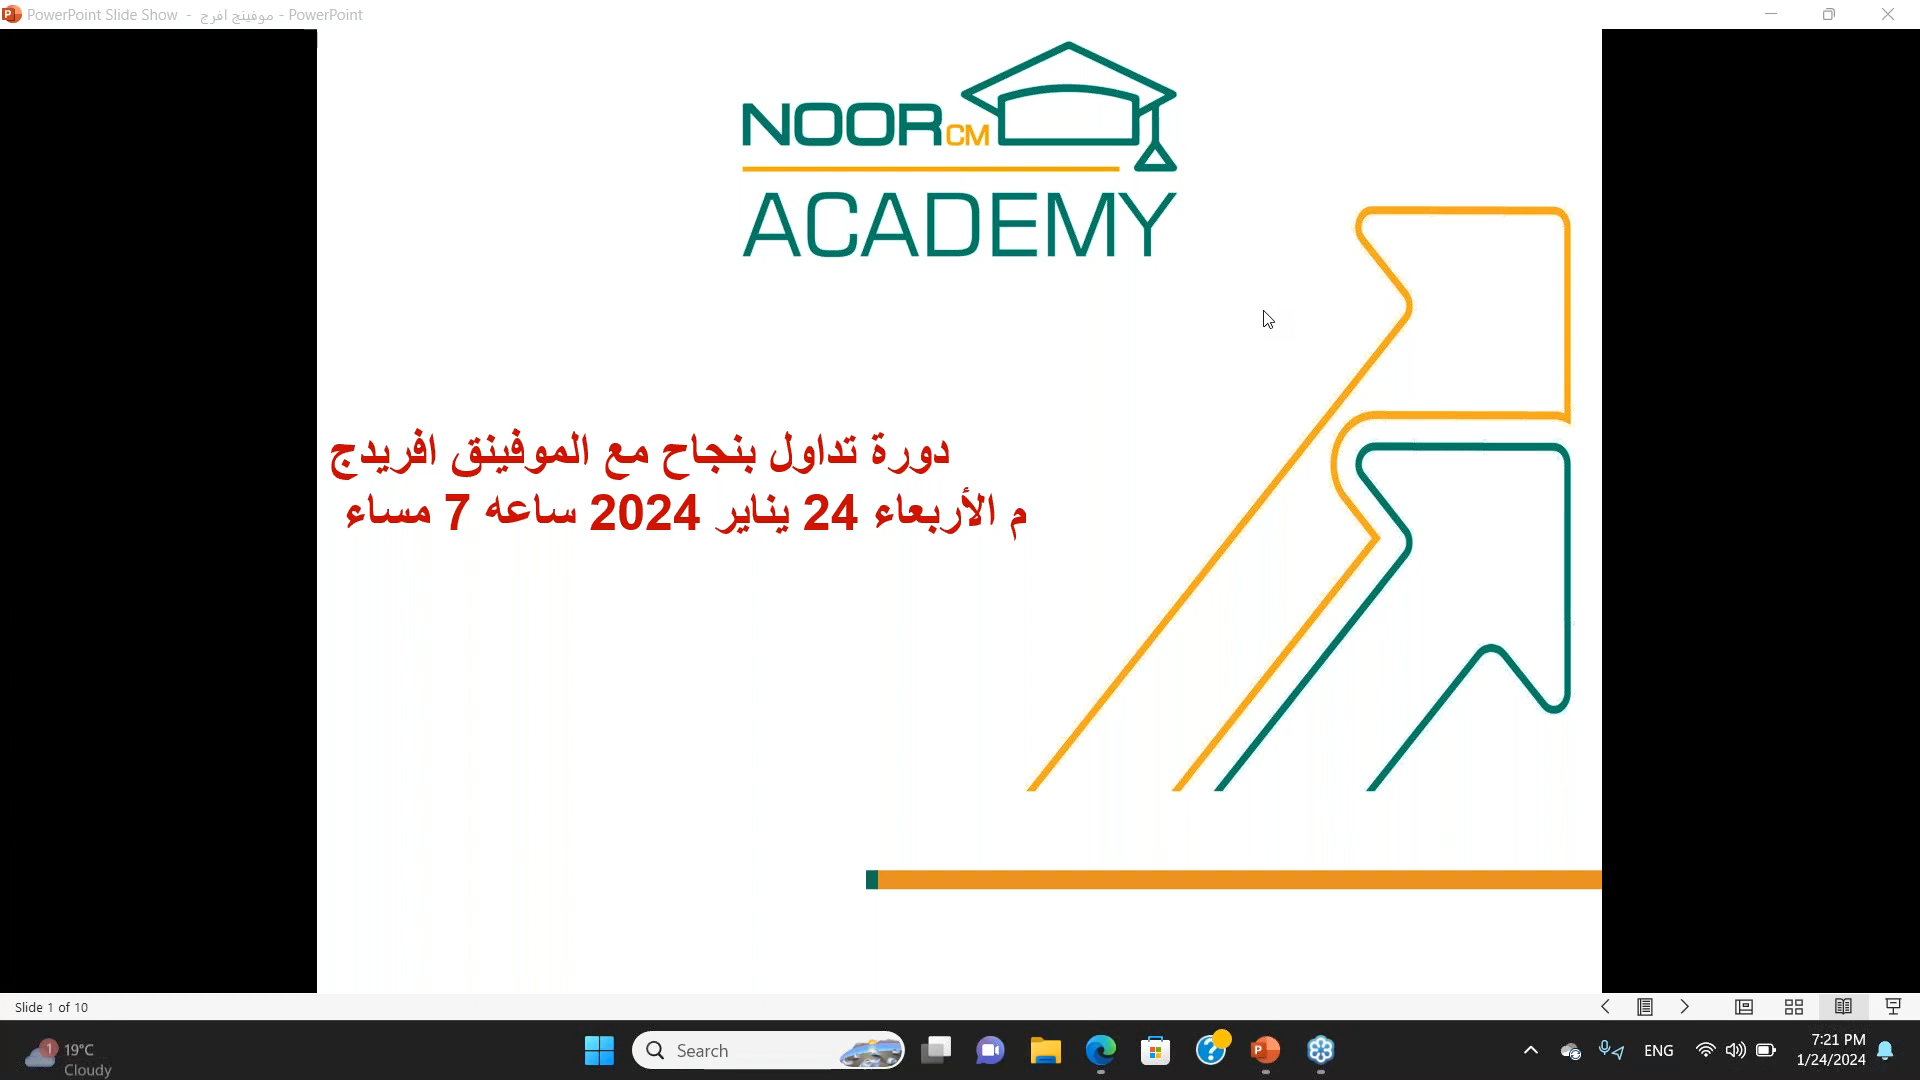 PowerPoint Slide Show - موفينج افرج - PowerPoint
NOOR CM
ACADEMY
دورة تداول بنجاح مع الموفينق افريدج
م الأربعاء 24 يناير 2024 ساعه 7 مساء
Slide 1 of 10
1
19°C
Cloudy
Search
ENG
7:21 PM
1/24/2024